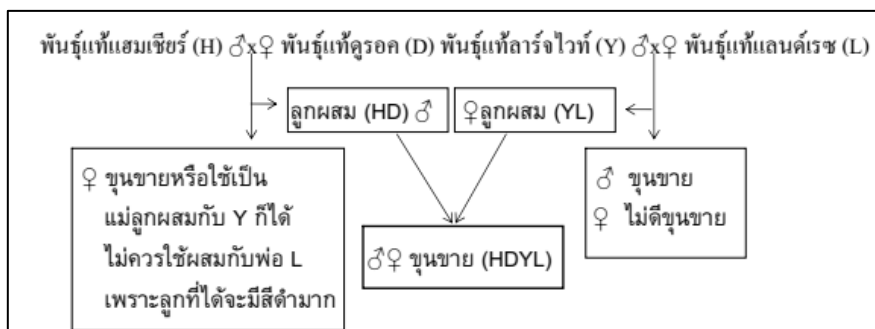 พันธุ์แท้แฮมเชียร์ (H) ♂x♀ พันธุ์แท้ดูรอค (D) พันธุ์แท้ลาร์จไวท์ (Y) ♂x♀ พันธุ์แท้แลนด์เรซ (L)
ลูกผสม (HD) ♂
♀ลูกผสม (YL)
♀ ขุนขายหรือใช้เป็น
แม่ลูกผสมกับ Y ก็ได้
ไม่ควรใช้ผสมกับพ่อ L
เพราะลูกที่ได้จะมีสีดำมาก
♂♀ ขุนขาย (HDYL)
♂ ขุนขาย
♀ ไม่ดีขุนขาย